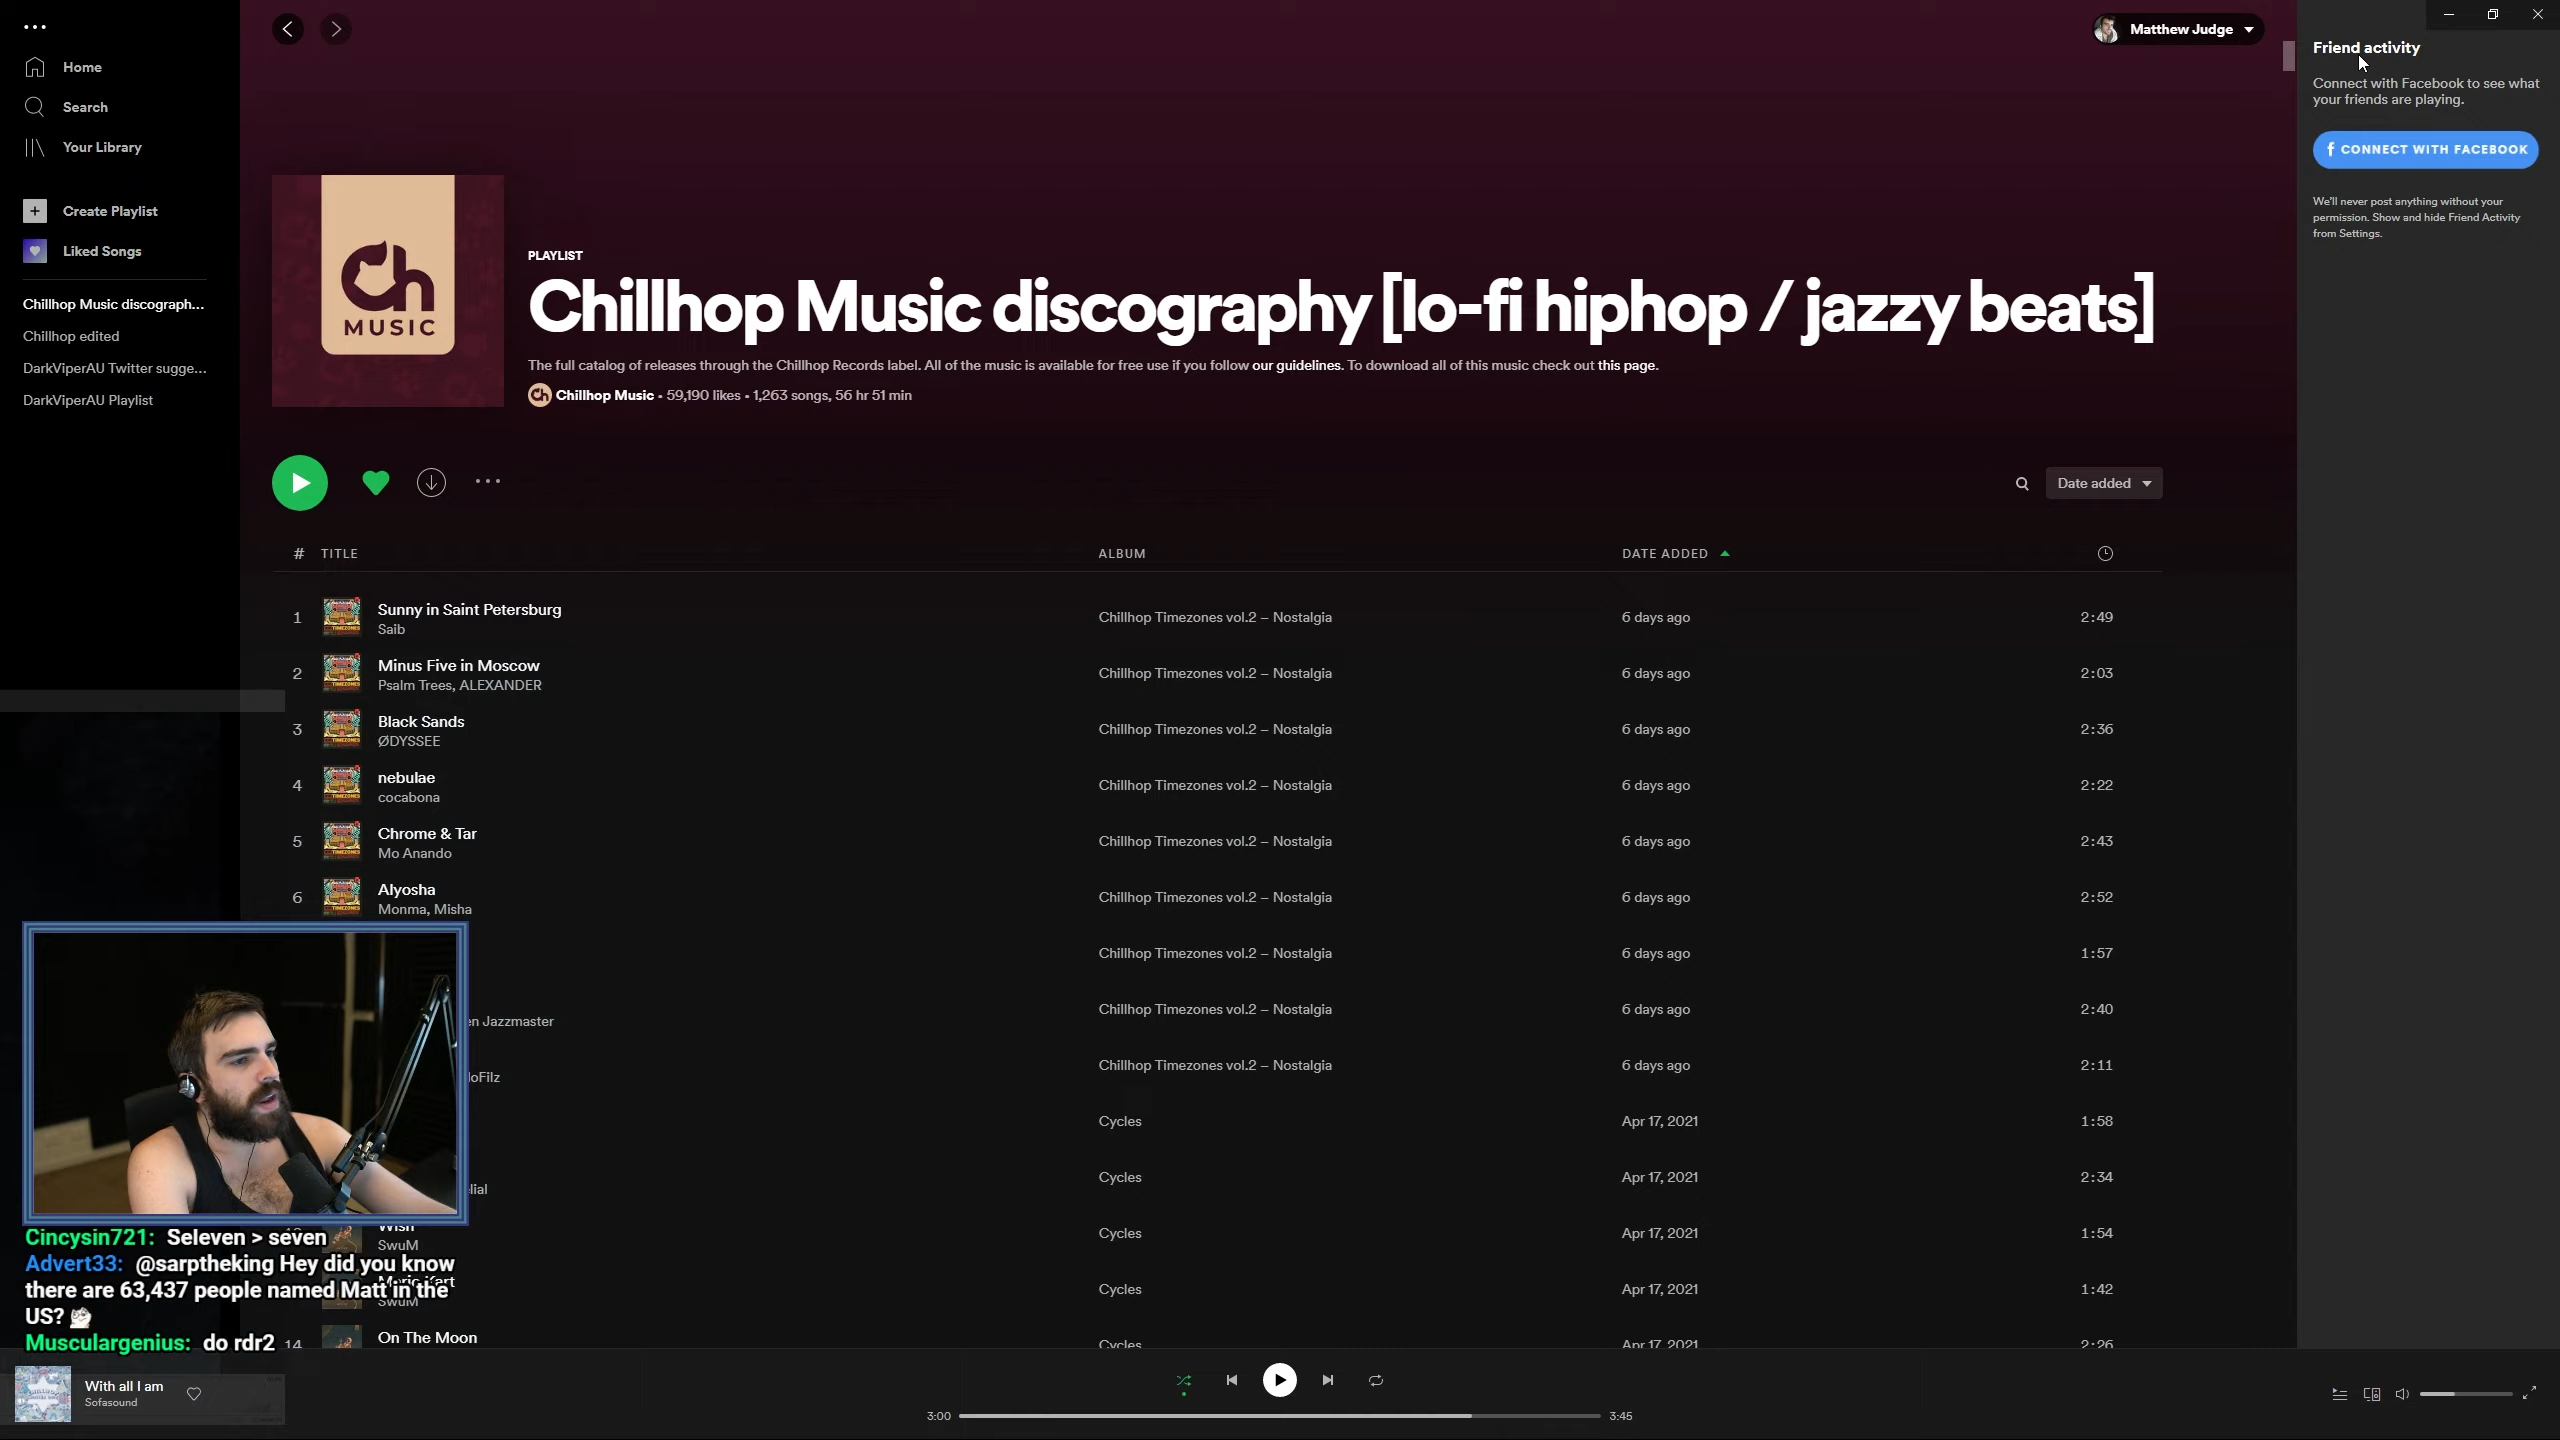 Home
Search
Your Library
Create Playlist
Liked Songs
Chillhop Music discograph...
Chillhop edited
DarkViperAU Twitter sugge...
DarkViperAU Playlist
Matthew Judge
Friend activity
Connect with Facebook to see what
your friends are playing.
CONNECT WITH FACEBOOK
We'll never post anything without your
permission. Show and hide Friend Activity
from Settings.
Ch
MUSIC
PLAYLIST
Chillhop Music discography [lo-fi hiphop / jazzy beats]
The full catalog of releases through the Chillhop Records label. All of the music is available for free use if you follow our guidelines. To download all of this music check out this page.
Ch Chillhop Music • 59,190 likes • 1,263 songs, 56 hr 51 min
Date added
# TITLE ALBUM DATE ADDED
1 Sunny in Saint Petersburg Chillhop Timezones vol.2 – Nostalgia 6 days ago 2:49
Saib
2 Minus Five in Moscow Chillhop Timezones vol.2 – Nostalgia 6 days ago 2:03
Psalm Trees, ALEXANDER
3 Black Sands Chillhop Timezones vol.2 – Nostalgia 6 days ago 2:36
ØDYSSEE
4 nebulae Chillhop Timezones vol.2 – Nostalgia 6 days ago 2:22
cocabona
5 Chrome & Tar Chillhop Timezones vol.2 – Nostalgia 6 days ago 2:43
Mo Anando
6 Alyosha Chillhop Timezones vol.2 – Nostalgia 6 days ago 2:52
Monma, Misha
Chillhop Timezones vol.2 – Nostalgia 6 days ago 1:57
Chillhop Timezones vol.2 – Nostalgia 6 days ago 2:40
en Jazzmaster
Chillhop Timezones vol.2 – Nostalgia 6 days ago 2:11
loFilz
Cycles Apr 17, 2021 1:58
Cycles Apr 17, 2021 2:34
lial
Wish Cycles Apr 17, 2021 1:54
SwuM
Cycles Apr 17, 2021 1:42
SwuM
14 On The Moon Cycles Apr 17, 2021 2:26
Cincysin721: Seleven > seven
Advert33: @sarptheking Hey did you know
there are 63,437 people named Matt in the
US?
Musculargenius: do rdr2
With all I am
Sofasound
3:00 3:45